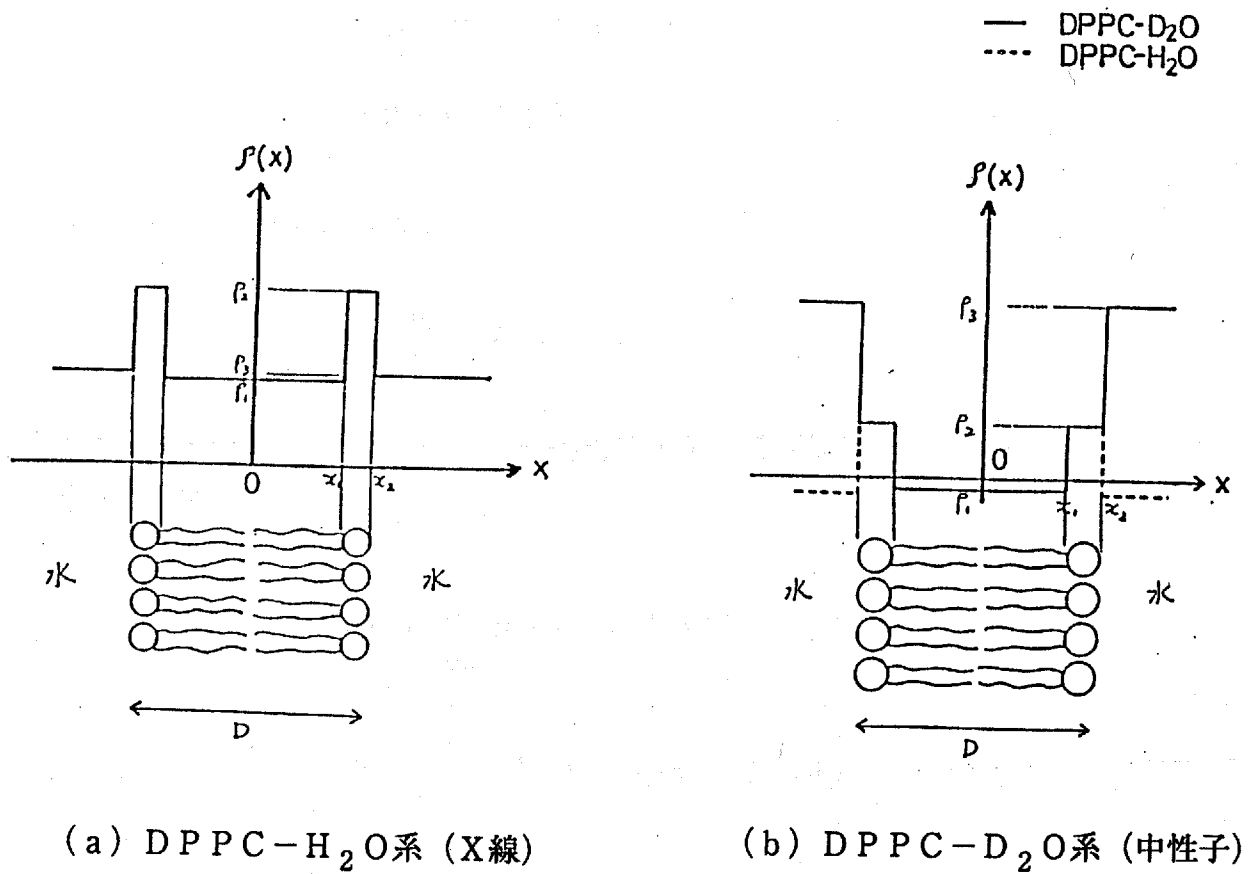 DPPC-D₂O
DPPC-H₂O
ρ(x)
ρ₂
ρ₃
ρ₁
0
x₁
x₂
X
水
水
D
ρ(x)
ρ₃
ρ₂
0
ρ₁
x₁
x₂
X
水
水
D
(a) DPPC-H₂O系 (X線)
(b) DPPC-D₂O系 (中性子)